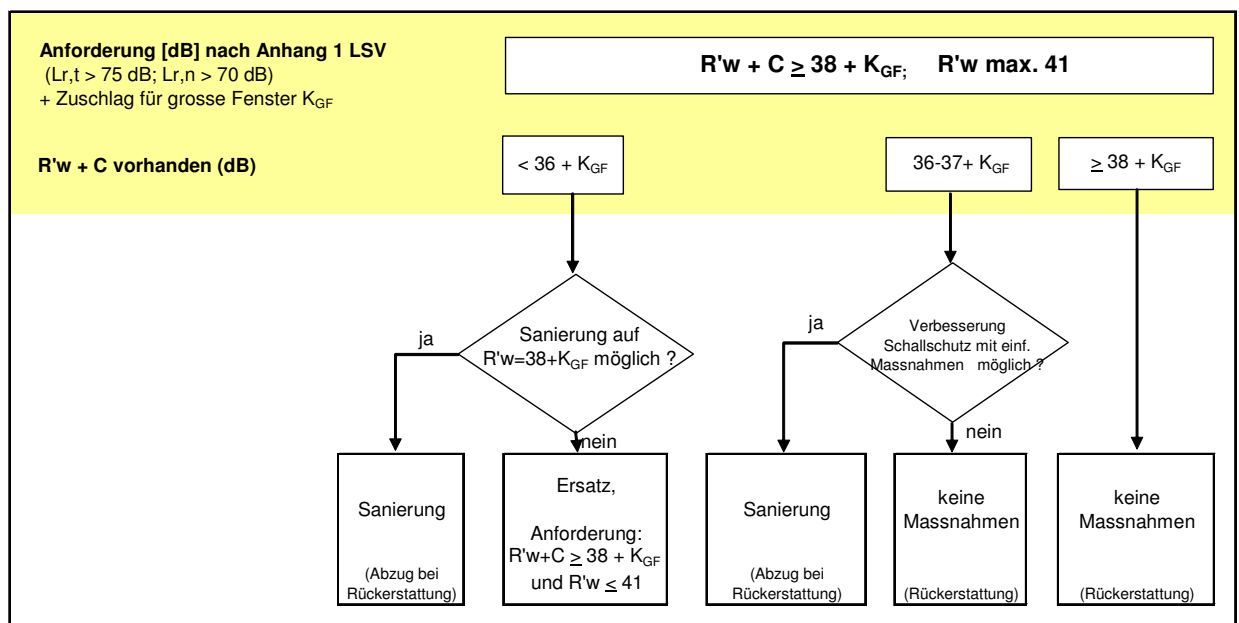 Anforderung [dB] nach Anhang 1 LSV
(Lr,t > 75 dB; Lr,n > 70 dB)
+ Zuschlag für grosse Fenster KGF
R'w + C ≥ 38 + KGF; R'w max. 41
R'w + C vorhanden (dB)
< 36 + KGF
36-37+ KGF
≥ 38 + KGF
ja
Sanierung auf
R'w=38+KGF möglich ?
nein
ja
Verbesserung
Schallschutz mit einf.
Massnahmen möglich ?
nein
Sanierung
(Abzug bei
Rückerstattung)
Ersatz,
Anforderung:
R'w+C ≥ 38 + KGF
und R'w ≤ 41
Sanierung
(Abzug bei
Rückerstattung)
keine
Massnahmen
(Rückerstattung)
keine
Massnahmen
(Rückerstattung)